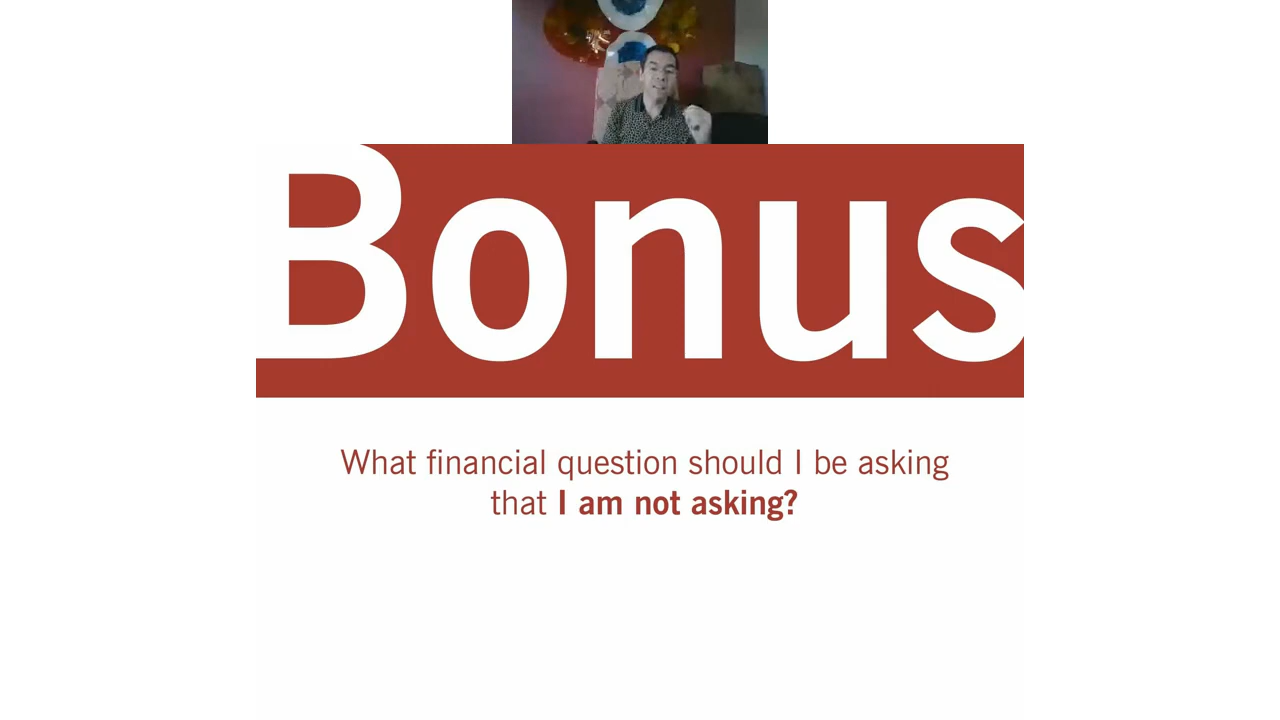 Bonus
What financial question should I be asking
that I am not asking?